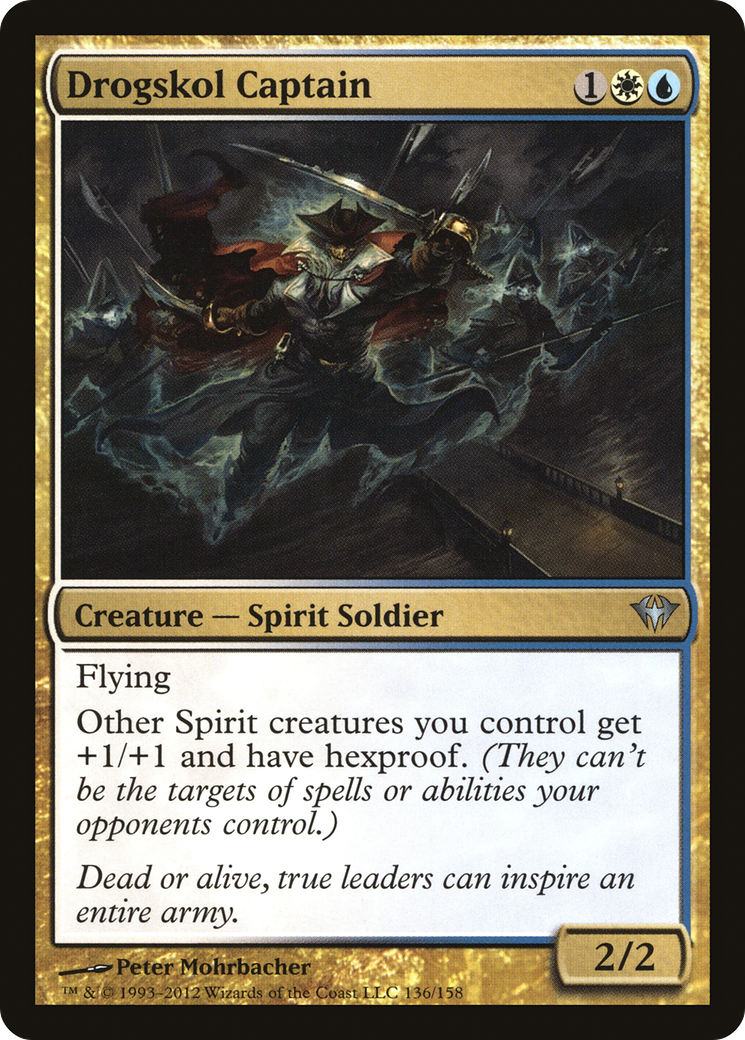 Drogskol Captain 1
Creature — Spirit Soldier
Flying
Other Spirit creatures you control get
+1/+1 and have hexproof. (They can't
be the targets of spells or abilities your
opponents control.)
Dead or alive, true leaders can inspire an
entire army.
2/2
Peter Mohrbacher
™ & © 1993–2012 Wizards of the Coast LLC 136/158